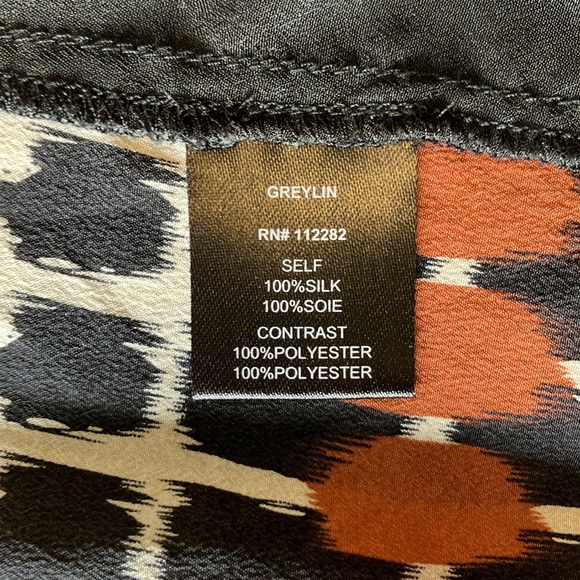 GREYLIN
RN# 112282
SELF
100%SILK
100%SOIE
CONTRAST
100%POLYESTER
100%POLYESTER